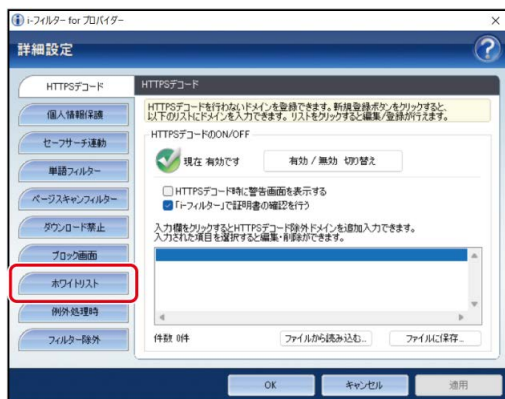 i-フィルター for プロバイダー
詳細設定
HTTPSデコード
個人情報保護
セーフサーチ連動
単語フィルター
ページスキャンフィルター
ダウンロード禁止
ブロック画面
ホワイトリスト
例外処理時
フィルター除外
HTTPSデコード
HTTPSデコードを行わないドメインを登録できます。新規登録ボタンをクリックすると、
以下のリストにドメインを入力できます。リストをクリックすると編集/登録が行えます。
HTTPSデコードのON/OFF
現在 有効です
有効 / 無効 切り替え
HTTPSデコード時に警告画面を表示する
「i-フィルター」で証明書の確認を行う
入力欄をクリックするとHTTPSデコード除外ドメインを追加入力できます。
入力された項目を選択すると編集・削除ができます。
件数 0件
ファイルから読み込む...
ファイルに保存...
OK
キャンセル
適用